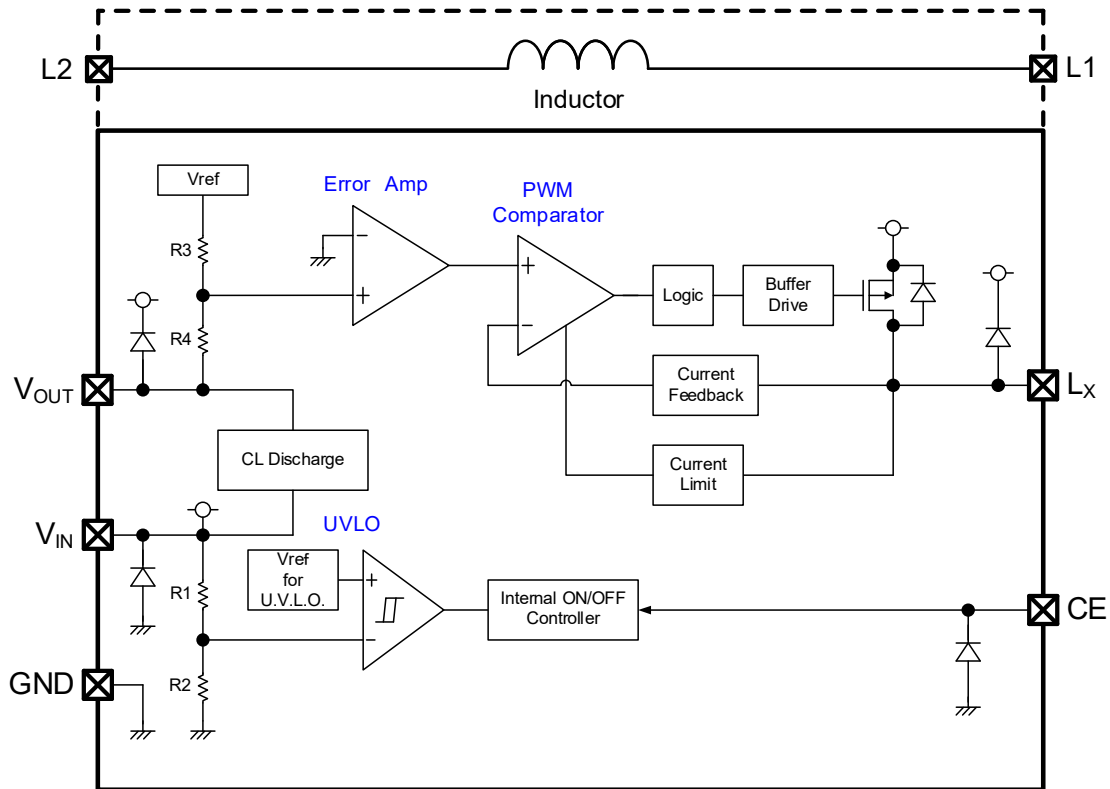 L2
L1
Inductor
Vref
Error Amp
PWM
Comparator
R3
R4
Logic
Buffer
Drive
VOUT
Current
Feedback
LX
CL Discharge
Current
Limit
VIN
UVLO
Vref
for
U.V.L.O.
R1
Internal ON/OFF
Controller
CE
GND
R2